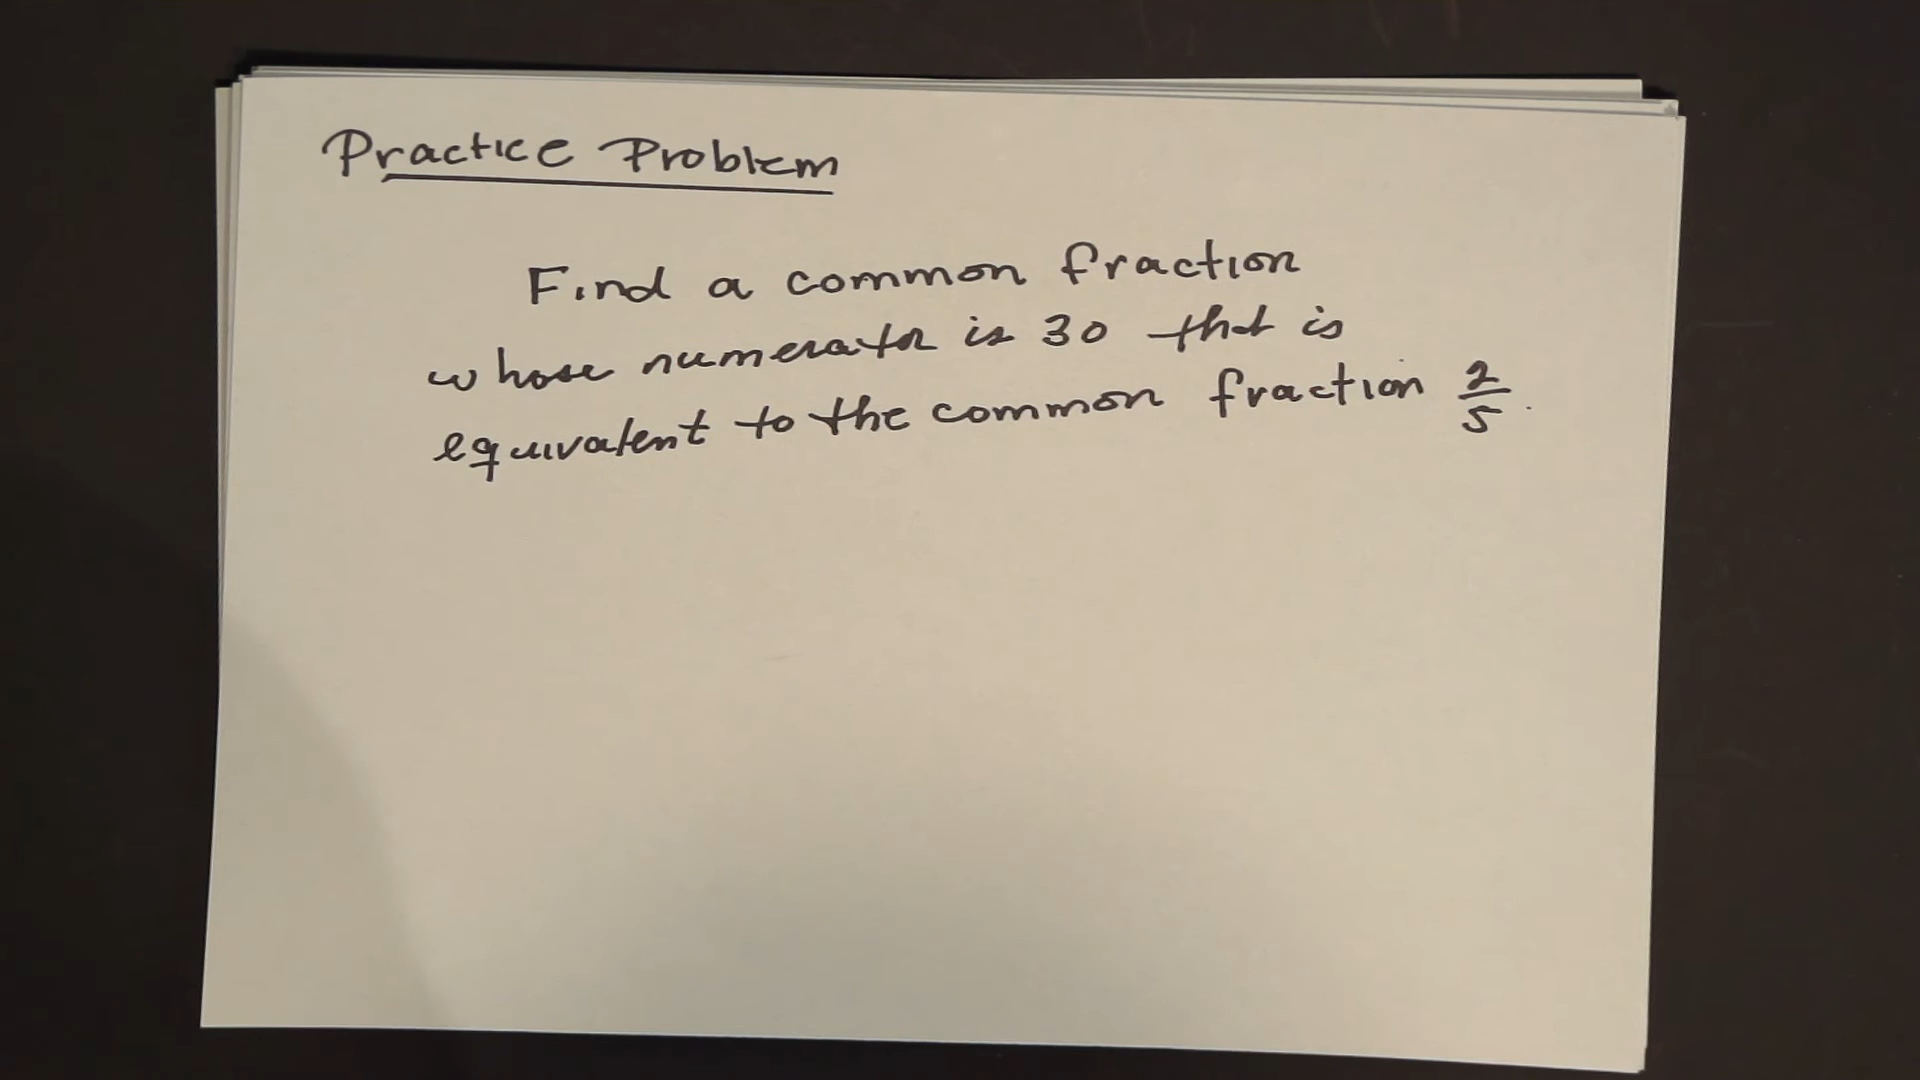 Practice Problem
Find a common fraction
whose numerator is 30 that is
equivalent to the common fraction 2/5.